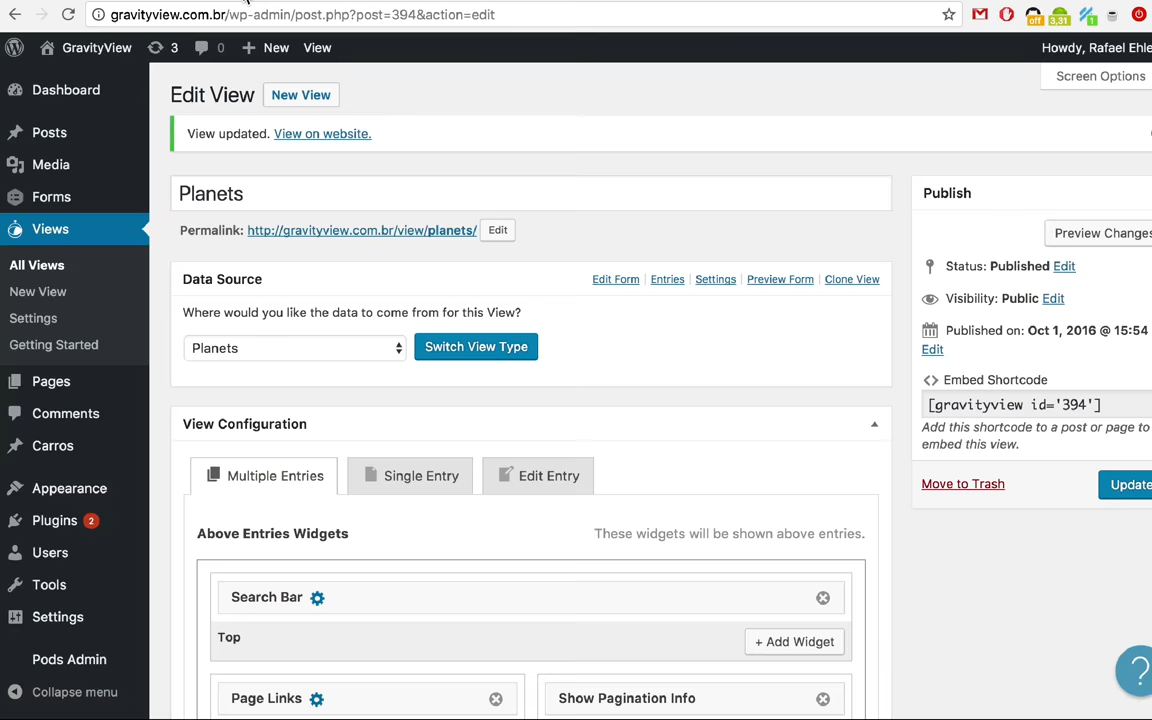 gravityview.com.br/wp-admin/post.php?post=394&action=edit
off
3,31
1
GravityView
3
0
New
View
Howdy, Rafael Ehle
Screen Options
Dashboard
Posts
Media
Forms
Views
All Views
New View
Settings
Getting Started
Pages
Comments
Carros
Appearance
Plugins 2
Users
Tools
Settings
Pods Admin
Collapse menu
Edit View
New View
View updated. View on website.
Planets
Permalink: http://gravityview.com.br/view/planets/ Edit
Data Source
Edit Form | Entries | Settings | Preview Form | Clone View
Where would you like the data to come from for this View?
Planets
Switch View Type
View Configuration
Multiple Entries
Single Entry
Edit Entry
Above Entries Widgets
These widgets will be shown above entries.
Search Bar
Top
+ Add Widget
Page Links
Show Pagination Info
Publish
Preview Changes
Status: Published Edit
Visibility: Public Edit
Published on: Oct 1, 2016 @ 15:54
Edit
<> Embed Shortcode
[gravityview id='394']
Add this shortcode to a post or page to
embed this view.
Move to Trash
Update
?